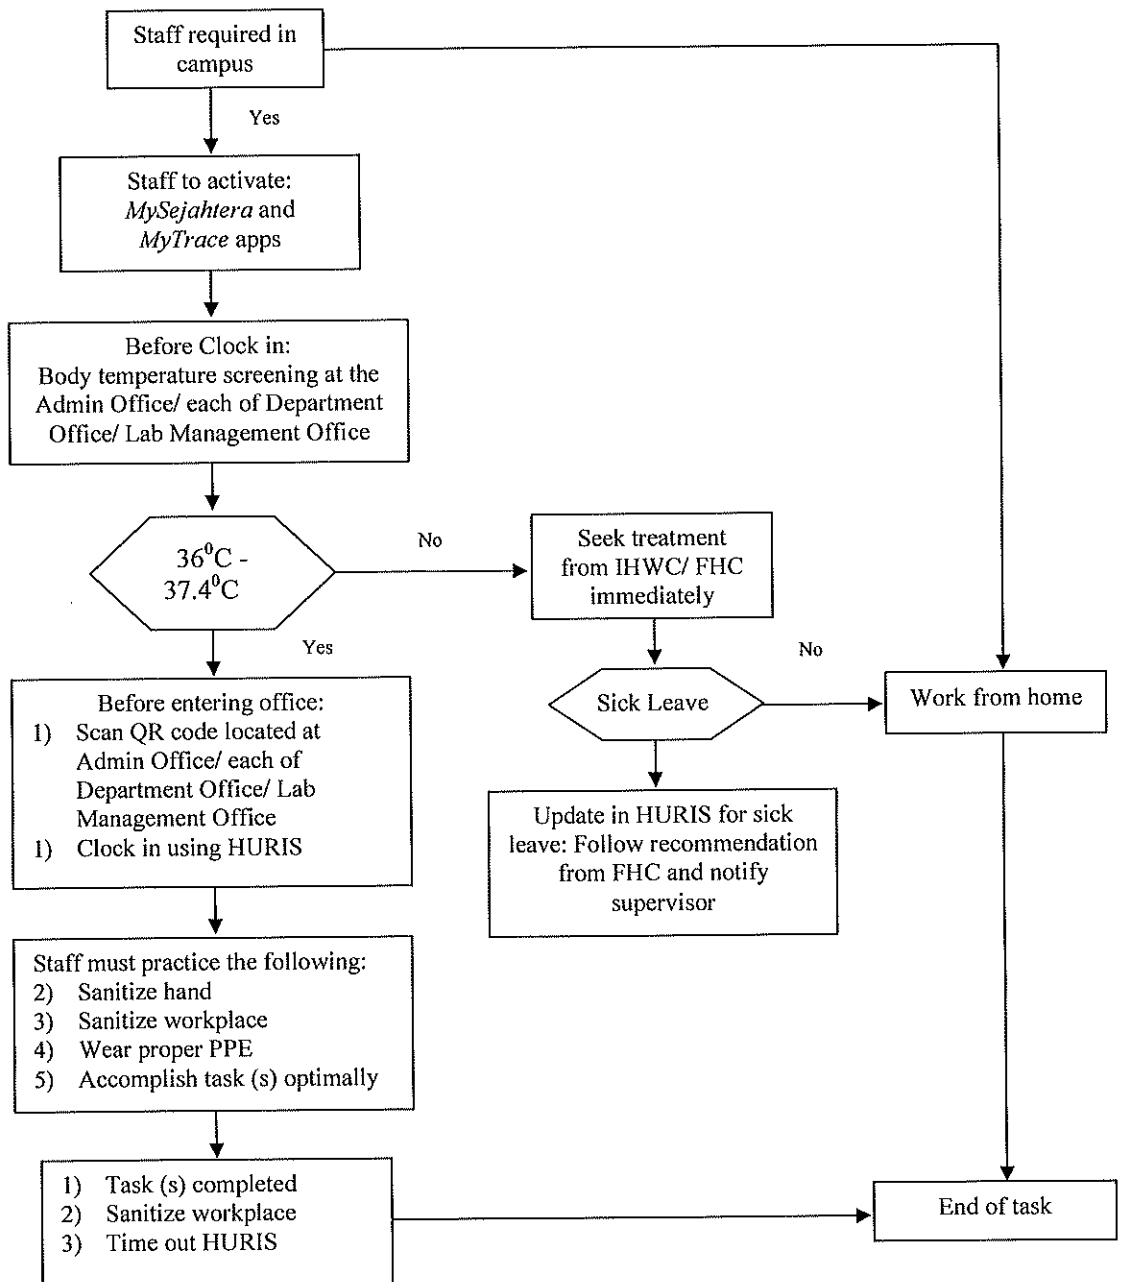 Staff required in
campus
Yes
Staff to activate:
MySejahtera and
MyTrace apps
Before Clock in:
Body temperature screening at the
Admin Office/ each of Department
Office/ Lab Management Office
36⁰C -
37.4⁰C
No
Seek treatment
from IHWC/ FHC
immediately
Yes
No
Sick Leave
Work from home
Before entering office:
1) Scan QR code located at
Admin Office/ each of
Department Office/ Lab
Management Office
1) Clock in using HURIS
Update in HURIS for sick
leave: Follow recommendation
from FHC and notify
supervisor
Staff must practice the following:
2) Sanitize hand
3) Sanitize workplace
4) Wear proper PPE
5) Accomplish task (s) optimally
1) Task (s) completed
2) Sanitize workplace
3) Time out HURIS
End of task